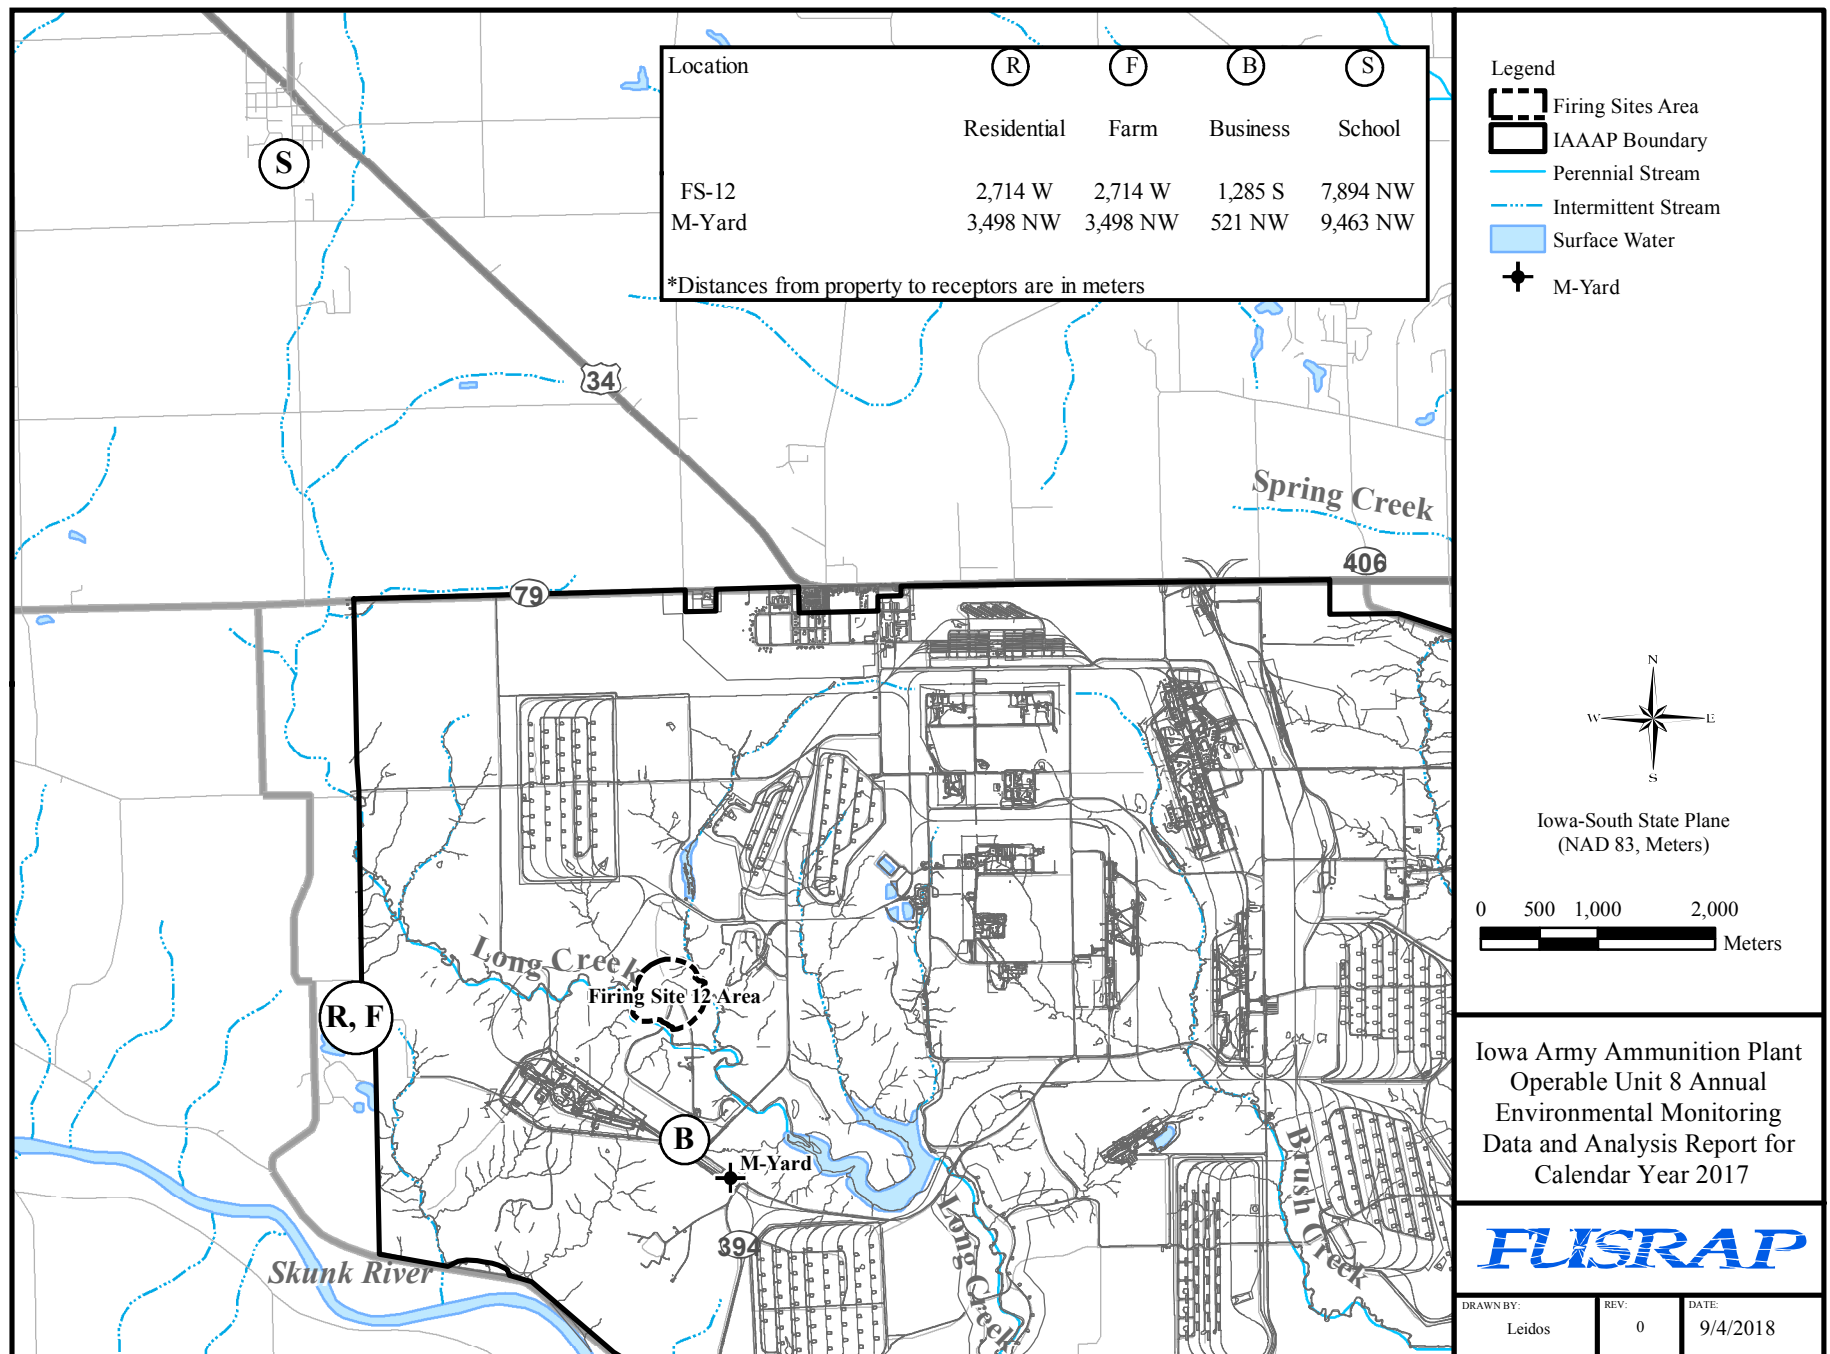 Location R F B S
Residential Farm Business School
FS-12 2,714 W 2,714 W 1,285 S 7,894 NW
M-Yard 3,498 NW 3,498 NW 521 NW 9,463 NW
*Distances from property to receptors are in meters
S
34
Spring Creek
406
79
Long Creek
Firing Site 12 Area
R, F
B
M-Yard
394
Long Creek
Brush Creek
Skunk River
Legend
Firing Sites Area
IAAAP Boundary
Perennial Stream
Intermittent Stream
Surface Water
M-Yard
N
W E
S
Iowa-South State Plane
(NAD 83, Meters)
0 500 1,000 2,000
Meters
Iowa Army Ammunition Plant
Operable Unit 8 Annual
Environmental Monitoring
Data and Analysis Report for
Calendar Year 2017
FUSRAP
DRAWN BY: REV: DATE:
Leidos 0 9/4/2018